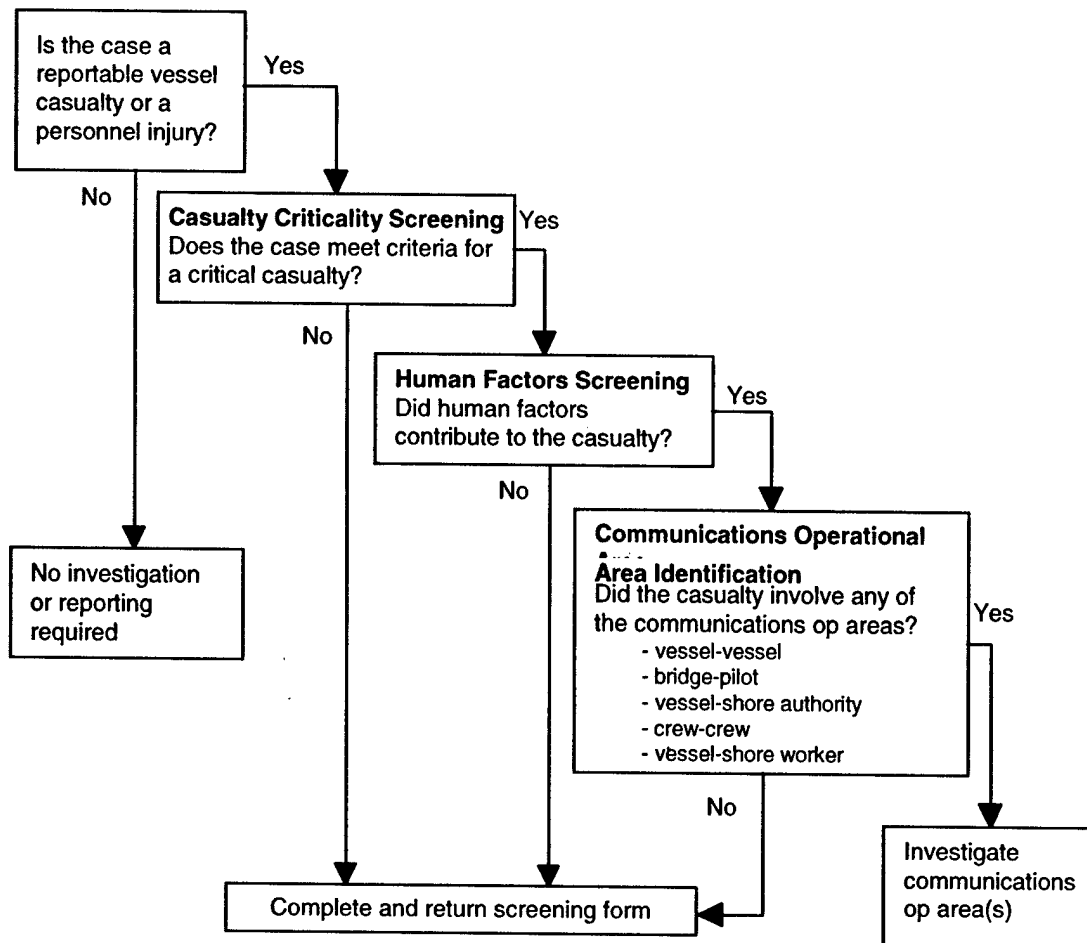 Is the case a
reportable vessel
casualty or a
personnel injury?
Yes
No
Casualty Criticality Screening
Does the case meet criteria for
a critical casualty?
Yes
No
Human Factors Screening
Did human factors
contribute to the casualty?
Yes
No
No investigation
or reporting
required
Communications Operational
Area Identification
Did the casualty involve any of
the communications op areas?
- vessel-vessel
- bridge-pilot
- vessel-shore authority
- crew-crew
- vessel-shore worker
Yes
No
Investigate
communications
op area(s)
Complete and return screening form